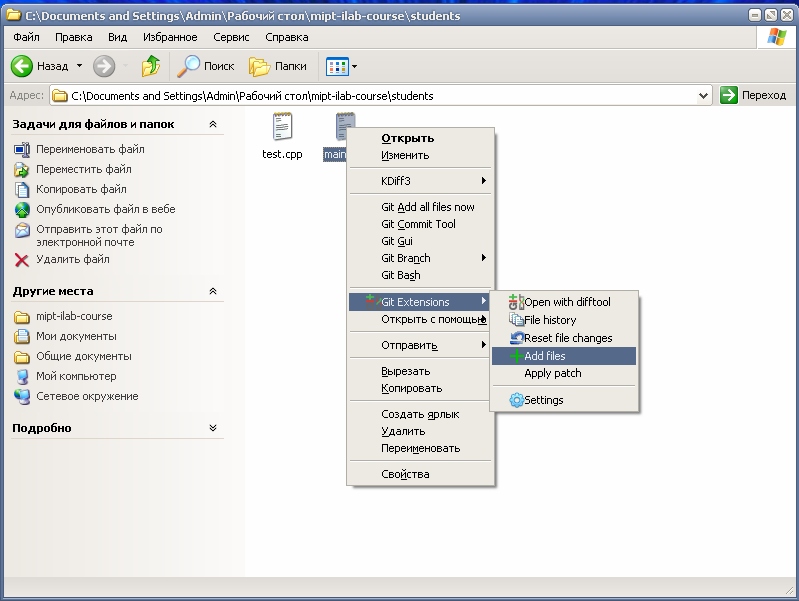 C:\Documents and Settings\Admin\Рабочий стол\mipt-ilab-course\students
Файл Правка Вид Избранное Сервис Справка
Назад Поиск Папки
Адрес: C:\Documents and Settings\Admin\Рабочий стол\mipt-ilab-course\students Переход
Задачи для файлов и папок
Переименовать файл
Переместить файл
Копировать файл
Опубликовать файл в вебе
Отправить этот файл по
электронной почте
Удалить файл
Другие места
mipt-ilab-course
Мои документы
Общие документы
Мой компьютер
Сетевое окружение
Подробно
test.cpp
main
Открыть
Изменить
KDiff3
Git Add all files now
Git Commit Tool
Git Gui
Git Branch
Git Bash
Git Extensions
Открыть с помощью
Отправить
Вырезать
Копировать
Создать ярлык
Удалить
Переименовать
Свойства
Open with difftool
File history
Reset file changes
Add files
Apply patch
Settings